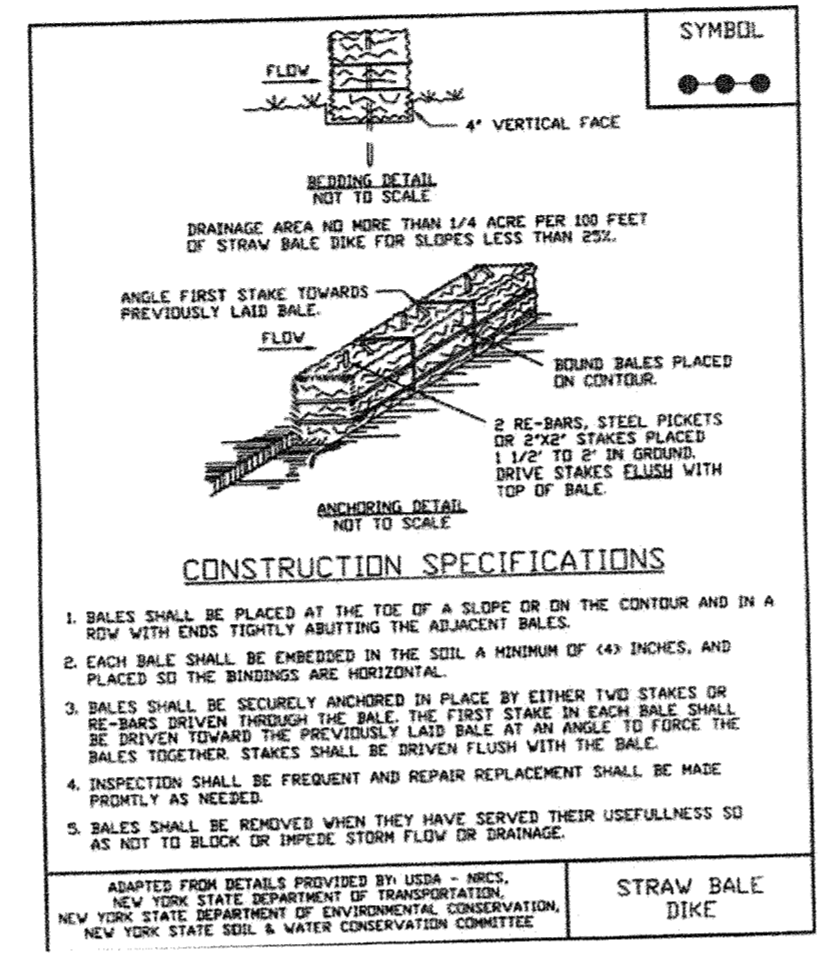 SYMBOL
FLOW
4" VERTICAL FACE
BEDDING DETAIL
NOT TO SCALE
DRAINAGE AREA NO MORE THAN 1/4 ACRE PER 100 FEET
OF STRAW BALE DIKE FOR SLOPES LESS THAN 25%.
ANGLE FIRST STAKE TOWARDS
PREVIOUSLY LAID BALE.
FLOW
BOUND BALES PLACED
ON CONTOUR.
2 RE-BARS, STEEL PICKETS
OR 2"X2" STAKES PLACED
1 1/2' TO 2' IN GROUND.
DRIVE STAKES FLUSH WITH
TOP OF BALE.
ANCHORING DETAIL
NOT TO SCALE
CONSTRUCTION SPECIFICATIONS
1. BALES SHALL BE PLACED AT THE TOE OF A SLOPE OR ON THE CONTOUR AND IN A
ROW WITH ENDS TIGHTLY ABUTTING THE ADJACENT BALES.
2. EACH BALE SHALL BE EMBEDDED IN THE SOIL A MINIMUM OF (4) INCHES, AND
PLACED SO THE BINDINGS ARE HORIZONTAL.
3. BALES SHALL BE SECURELY ANCHORED IN PLACE BY EITHER TWO STAKES OR
RE-BARS DRIVEN THROUGH THE BALE. THE FIRST STAKE IN EACH BALE SHALL
BE DRIVEN TOWARD THE PREVIOUSLY LAID BALE AT AN ANGLE TO FORCE THE
BALES TOGETHER. STAKES SHALL BE DRIVEN FLUSH WITH THE BALE.
4. INSPECTION SHALL BE FREQUENT AND REPAIR REPLACEMENT SHALL BE MADE
PROMTLY AS NEEDED.
5. BALES SHALL BE REMOVED WHEN THEY HAVE SERVED THEIR USEFULLNESS SO
AS NOT TO BLOCK OR IMPEDE STORM FLOW OR DRAINAGE.
ADAPTED FROM DETAILS PROVIDED BY: USDA - NRCS,
NEW YORK STATE DEPARTMENT OF TRANSPORTATION,
NEW YORK STATE DEPARTMENT OF ENVIRONMENTAL CONSERVATION,
NEW YORK STATE SOIL & WATER CONSERVATION COMMITTEE
STRAW BALE
DIKE